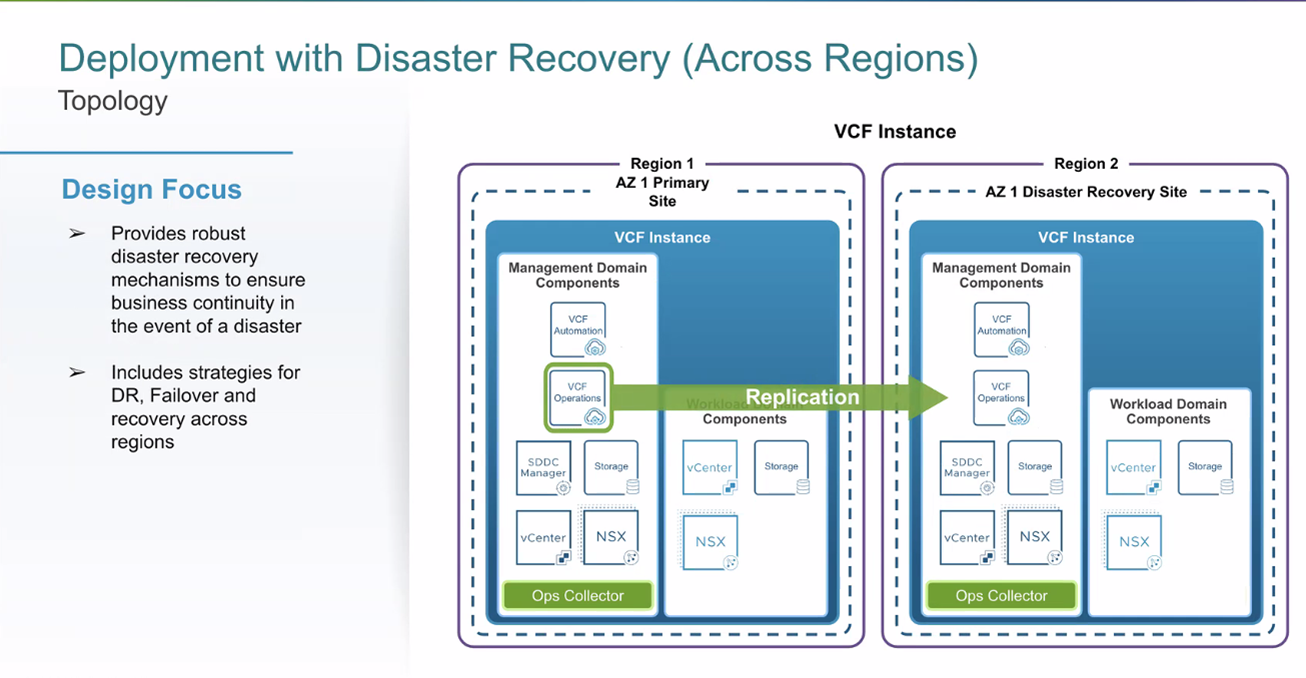 Deployment with Disaster Recovery (Across Regions)
Topology
Design Focus
➢ Provides robust
disaster recovery
mechanisms to ensure
business continuity in
the event of a disaster
➢ Includes strategies for
DR, Failover and
recovery across
regions
VCF Instance
Region 1
AZ 1 Primary
Site
VCF Instance
Management Domain
Components
VCF
Automation
VCF
Operations
Replication
Workload Domain
Components
SDDC
Manager
Storage
vCenter
Storage
vCenter
NSX
NSX
Ops Collector
Region 2
AZ 1 Disaster Recovery Site
VCF Instance
Management Domain
Components
VCF
Automation
VCF
Operations
Workload Domain
Components
SDDC
Manager
Storage
vCenter
Storage
vCenter
NSX
NSX
Ops Collector